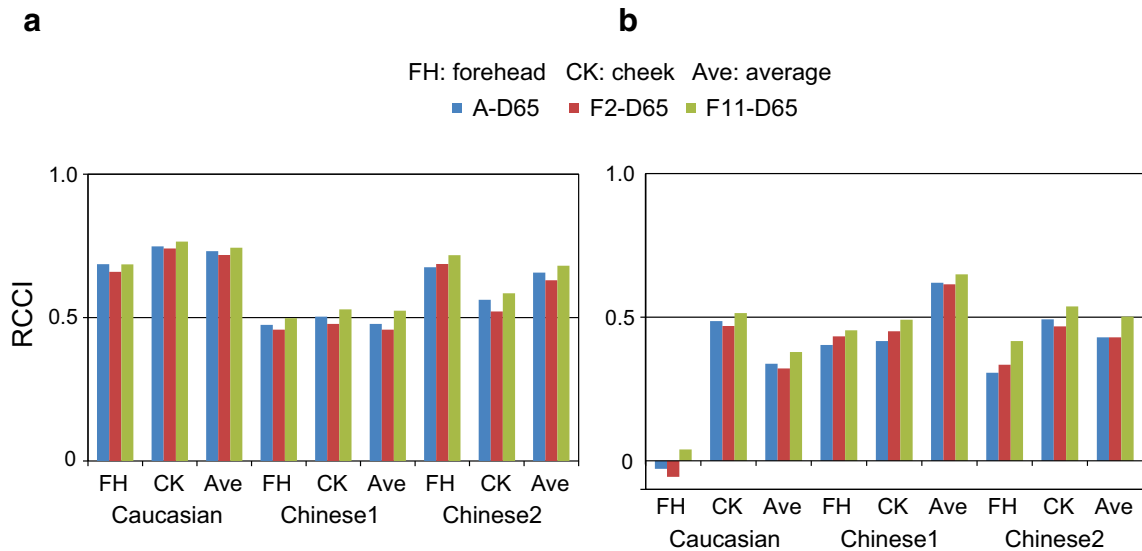 a b
FH: forehead CK: cheek Ave: average
A-D65 F2-D65 F11-D65
RCCI
1.0
0.5
0
FH CK Ave FH CK Ave FH CK Ave
Caucasian Chinese1 Chinese2
1.0
0.5
0
FH CK Ave FH CK Ave FH CK Ave
Caucasian Chinese1 Chinese2